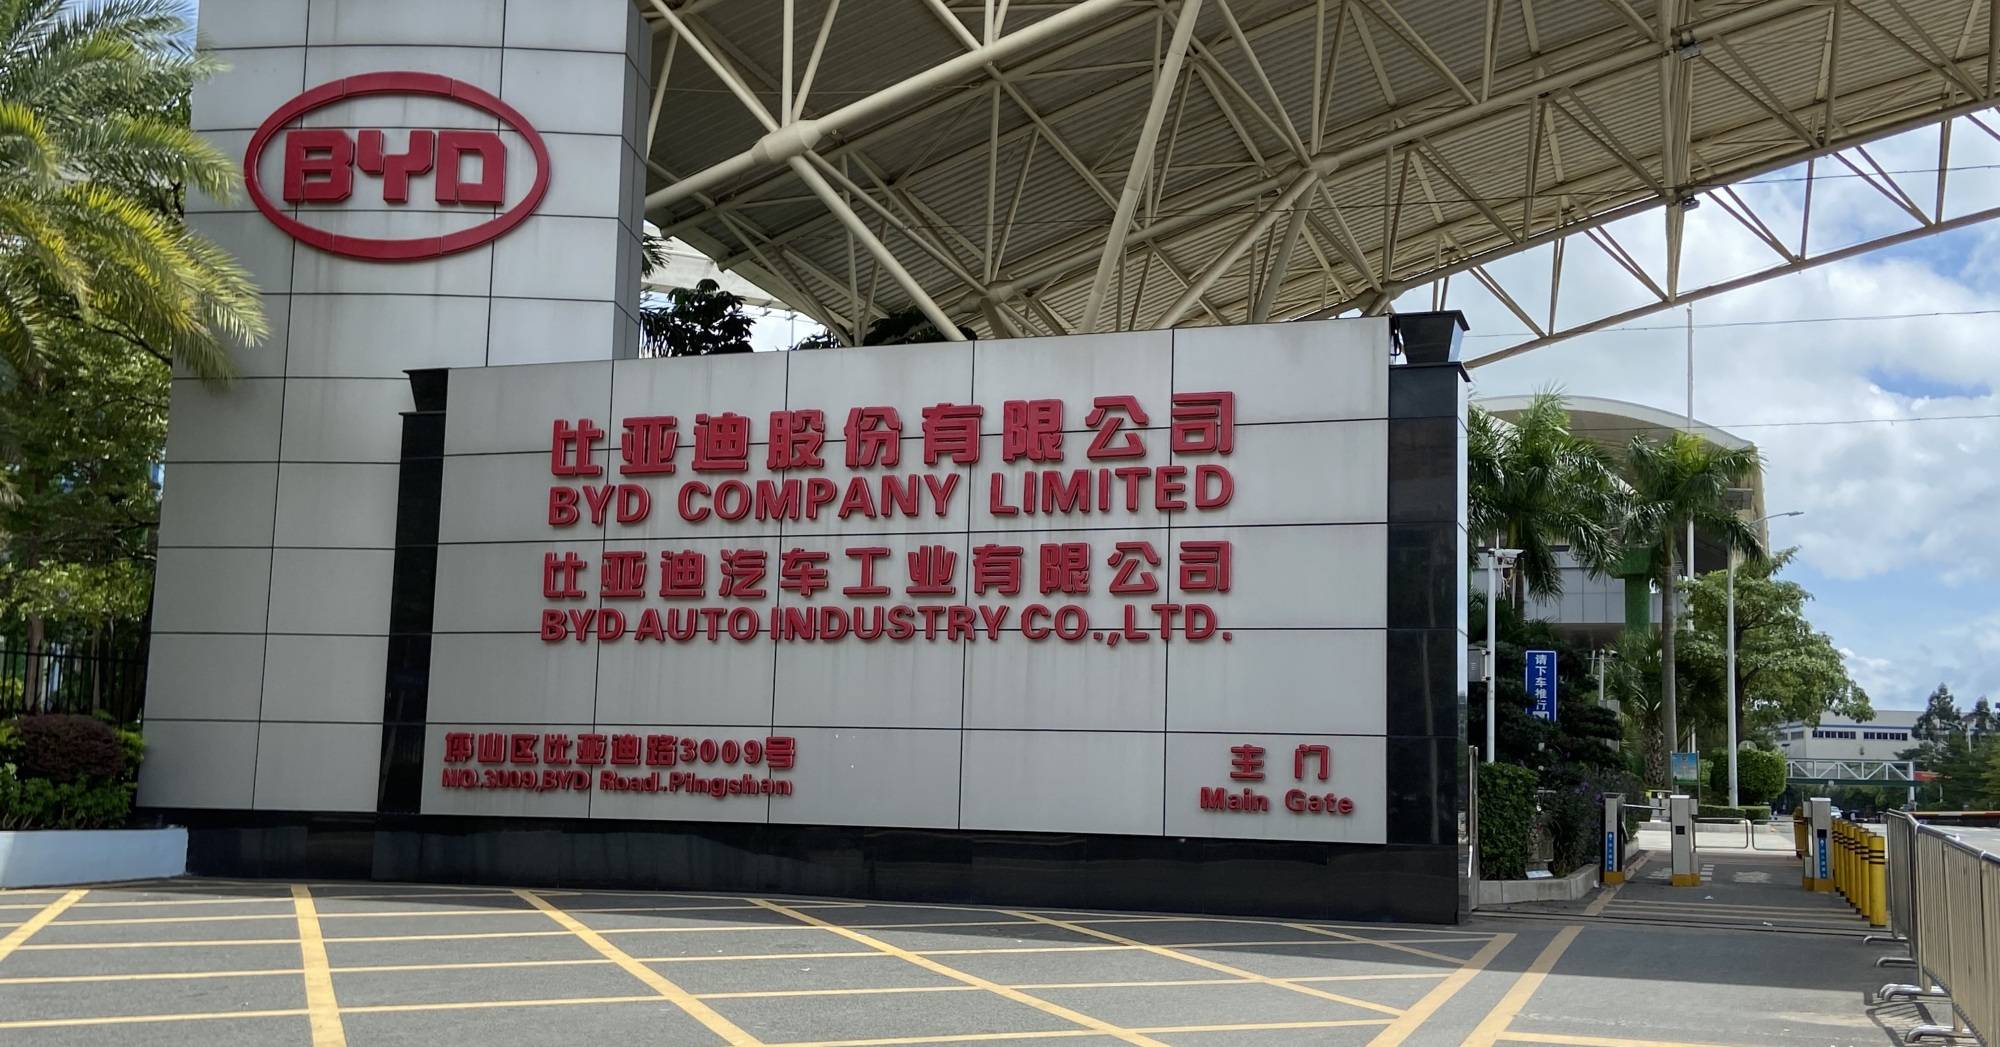 BYD
比亚迪股份有限公司
BYD COMPANY LIMITED
比亚迪汽车工业有限公司
BYD AUTO INDUSTRY CO.,LTD.
坪山区比亚迪路3009号
NO.3009,BYD Road.,Pingshan
主门
Main Gate
请下车推行